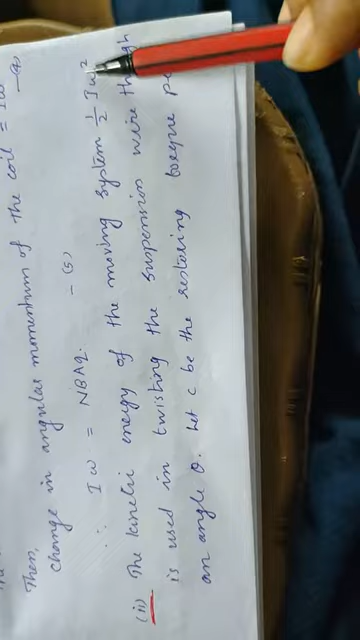 Then,
change in angular momentum of the coil = Iω
∴ Iω = NBAq. – (5)
(ii) The kinetic energy of the moving system ½ Iω²
is used in twisting the suspension wire through
an angle θ. Let c be the restoring torque